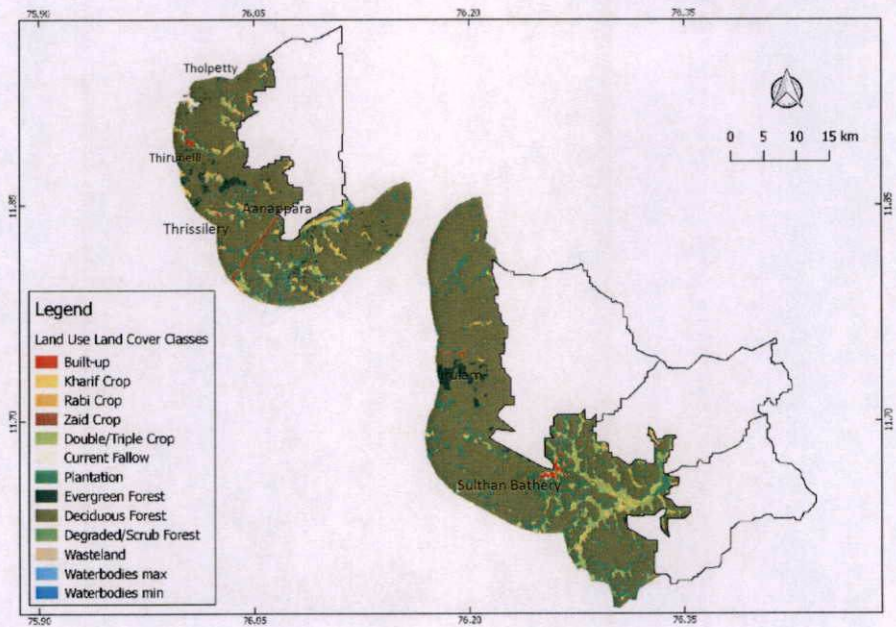 75.90 76.05 76.20 76.35
Tholpetty
0 5 10 15 km
Thirunelli
11.85 11.85
Aanappara
Thrissilery
Legend
Land Use Land Cover Classes
Built-up
Kharif Crop
Rabi Crop
Zaid Crop
Double/Triple Crop
Current Fallow
Plantation
Evergreen Forest
Deciduous Forest
Degraded/Scrub Forest
Wasteland
Waterbodies max
Waterbodies min
11.70 11.70
Sulthan Bathery
75.90 76.05 76.20 76.35